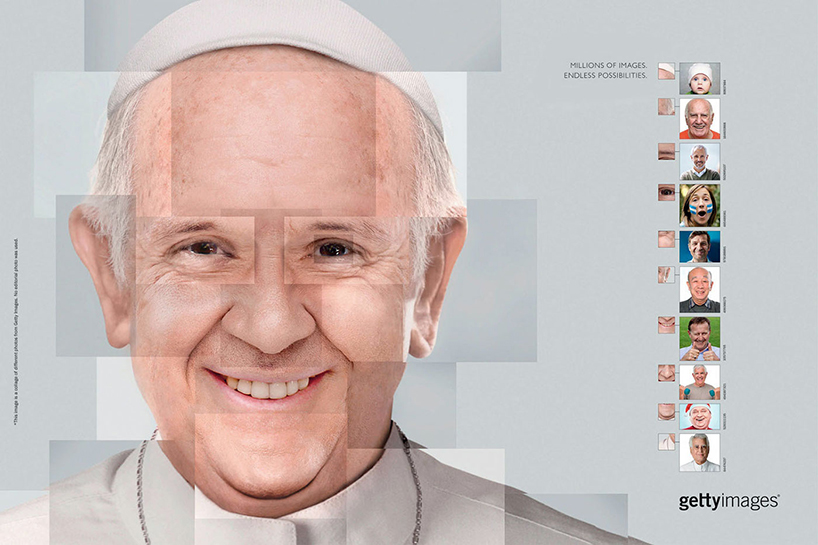 MILLIONS OF IMAGES.
ENDLESS POSSIBILITIES.
*This image is a collage of different photos from Getty Images. No editorial photo was used.
gettyimages®